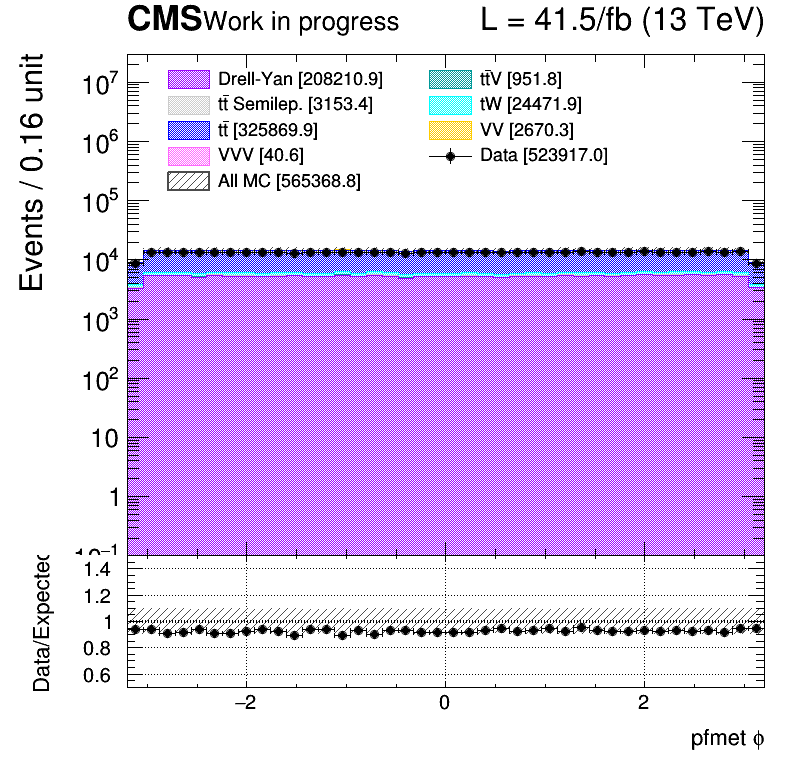 CMS Work in progress L = 41.5/fb (13 TeV)
Events / 0.16 unit
Drell-Yan [208210.9]
tt̄ Semilep. [3153.4]
tt̄ [325869.9]
VVV [40.6]
All MC [565368.8]
tt̄V [951.8]
tW [24471.9]
VV [2670.3]
Data [523917.0]
10⁷
10⁶
10⁵
10⁴
10³
10²
10
1
10⁻¹
Data/Expected
1.4
1.2
1
0.8
0.6
−2 0 2
pfmet ϕ